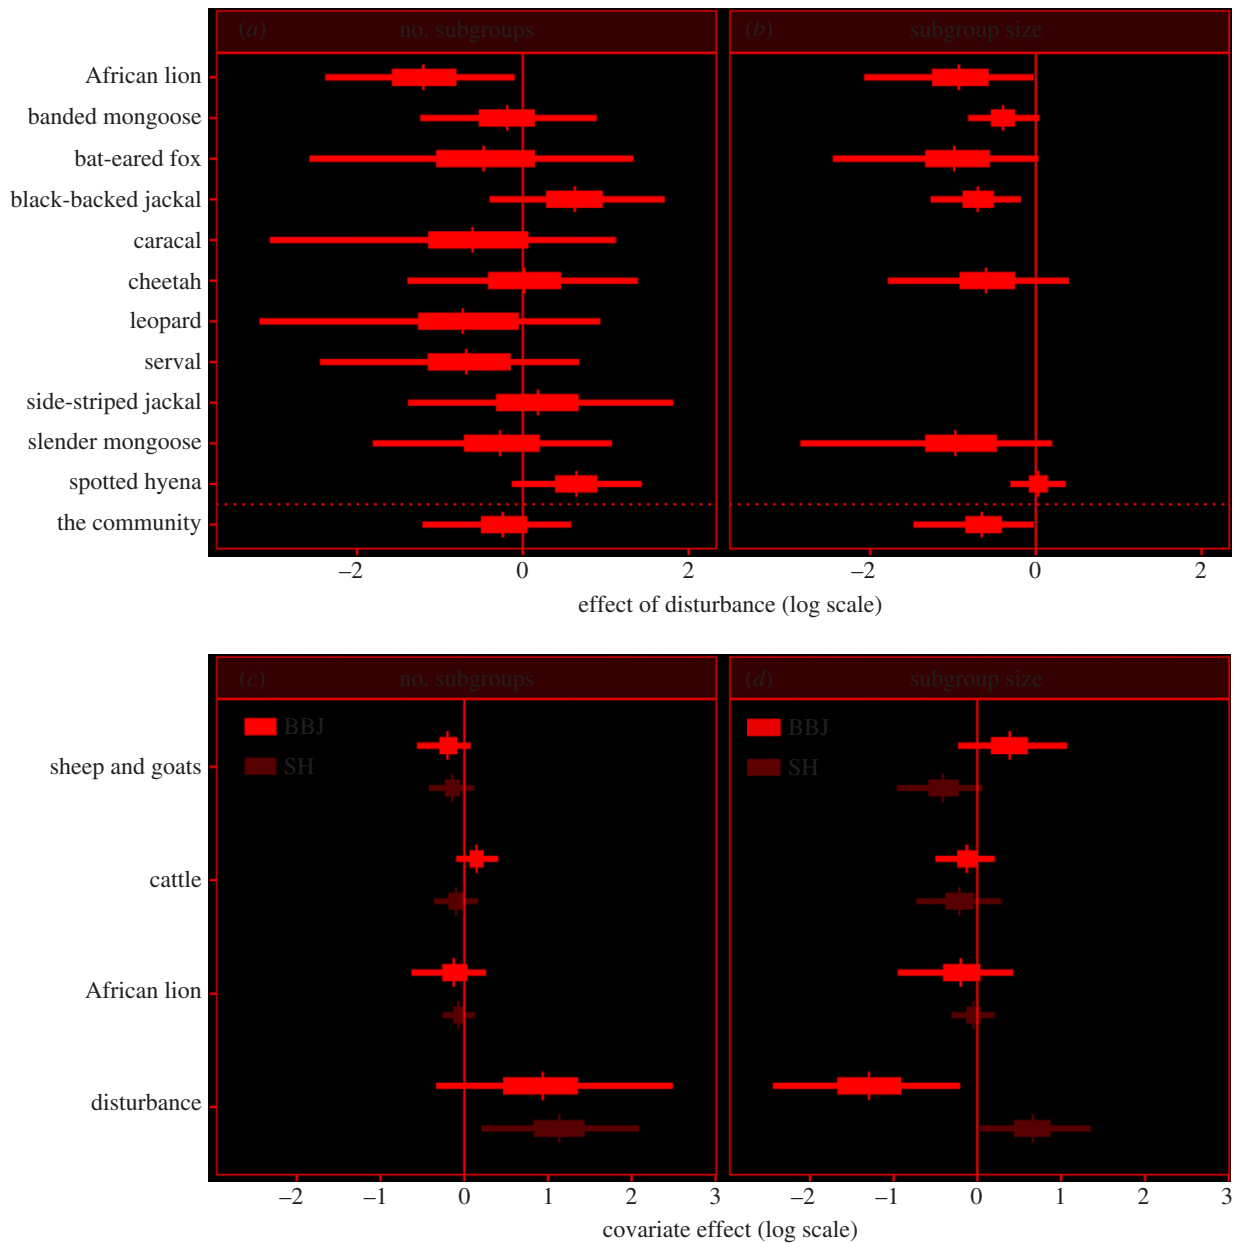 (a) no. subgroups (b) subgroup size
African lion
banded mongoose
bat-eared fox
black-backed jackal
caracal
cheetah
leopard
serval
side-striped jackal
slender mongoose
spotted hyena
the community
–2 0 2 –2 0 2
effect of disturbance (log scale)
(c) no. subgroups (d) subgroup size
BBJ BBJ
sheep and goats SH SH
cattle
African lion
disturbance
–2 –1 0 1 2 3 –2 –1 0 1 2 3
covariate effect (log scale)